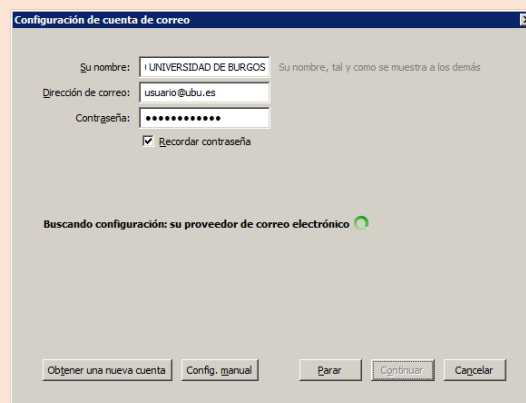 Configuración de cuenta de correo
Su nombre: UNIVERSIDAD DE BURGOS Su nombre, tal y como se muestra a los demás
Dirección de correo: usuario@ubu.es
Contraseña: ●●●●●●●●●●●●
Recordar contraseña
Buscando configuración: su proveedor de correo electrónico
Obtener una nueva cuenta Config. manual Parar Continuar Cancelar